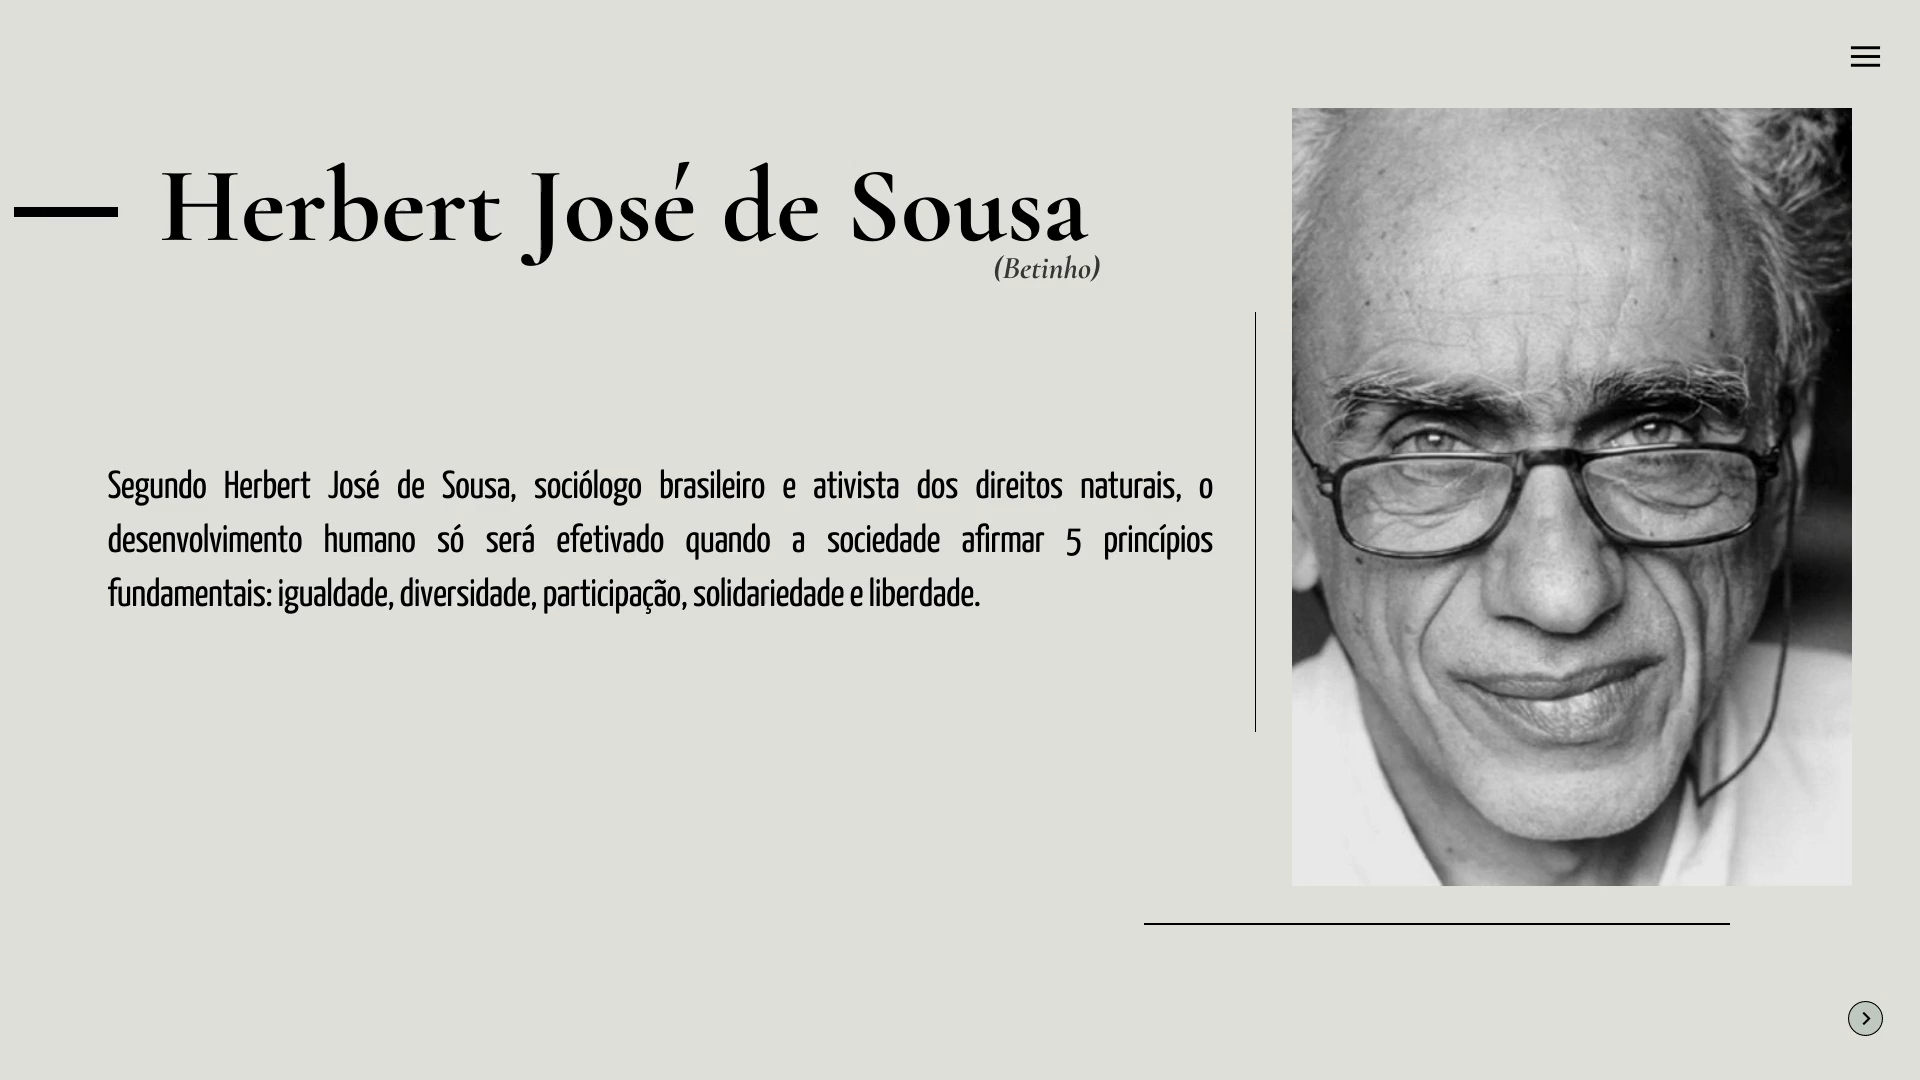 Herbert José de Sousa
(Betinho)
Segundo Herbert José de Sousa, sociólogo brasileiro e ativista dos direitos naturais, o
desenvolvimento humano só será efetivado quando a sociedade afirmar 5 princípios
fundamentais: igualdade, diversidade, participação, solidariedade e liberdade.